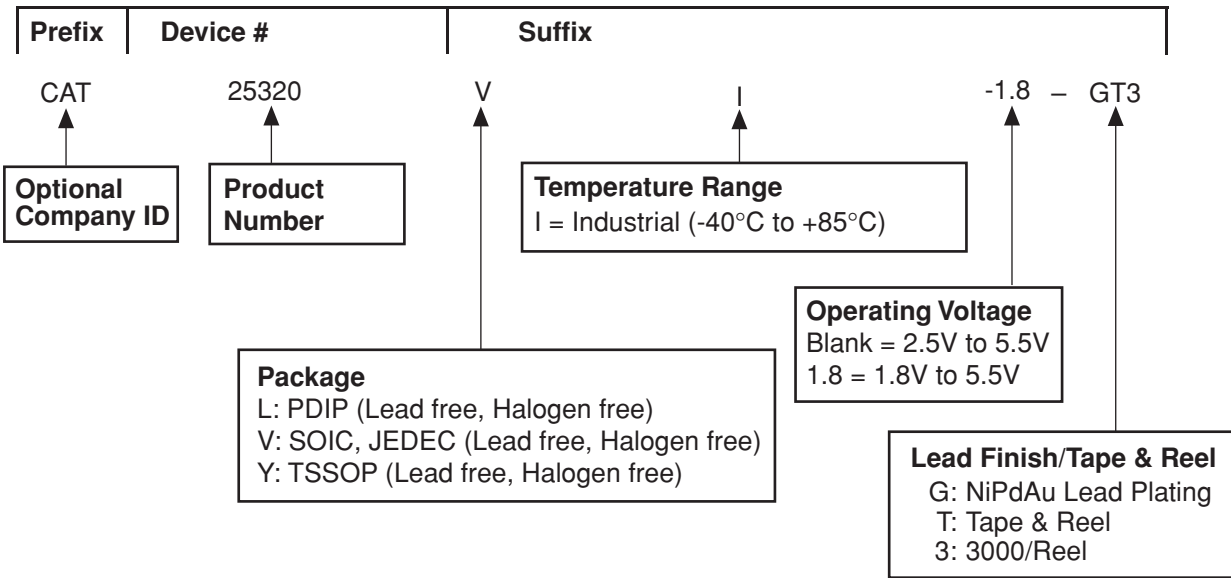 Prefix Device # Suffix
CAT 25320 V I -1.8 – GT3
Optional
Company ID
Product
Number
Temperature Range
I = Industrial (-40°C to +85°C)
Operating Voltage
Blank = 2.5V to 5.5V
1.8 = 1.8V to 5.5V
Package
L: PDIP (Lead free, Halogen free)
V: SOIC, JEDEC (Lead free, Halogen free)
Y: TSSOP (Lead free, Halogen free)
Lead Finish/Tape & Reel
G: NiPdAu Lead Plating
T: Tape & Reel
3: 3000/Reel